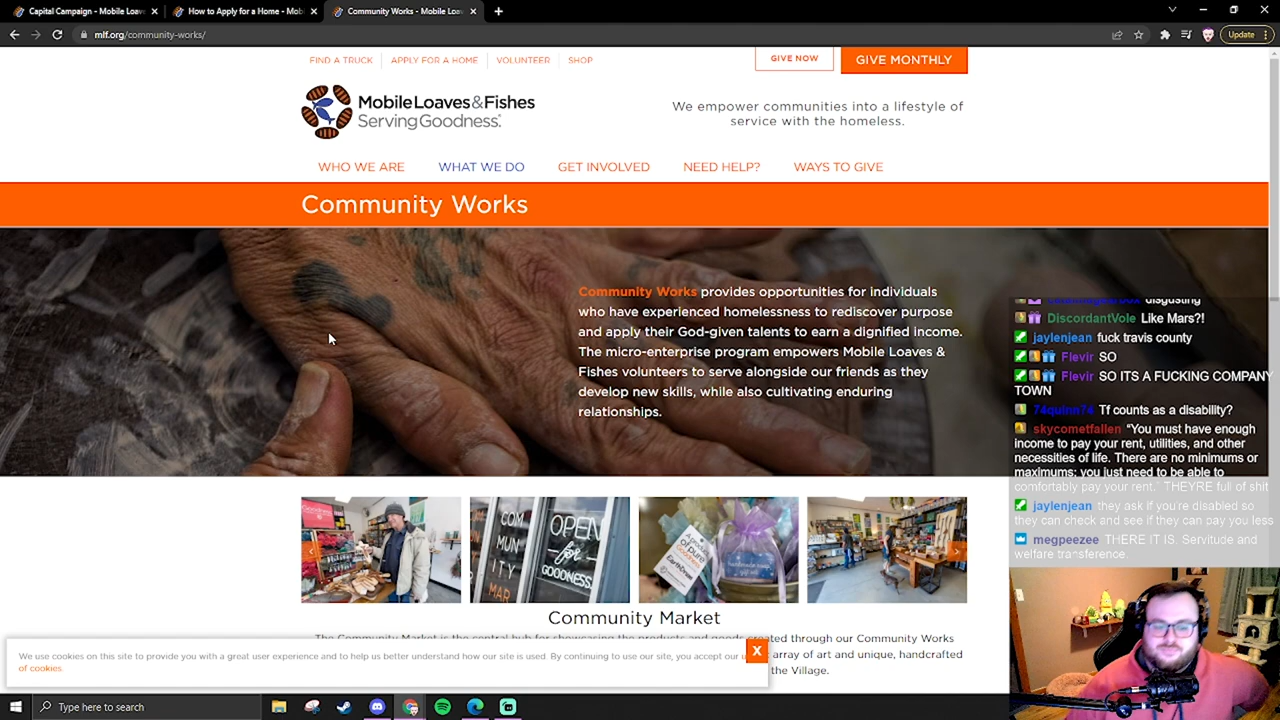 Capital Campaign - Mobile Loav
How to Apply for a Home - Mobi
Community Works - Mobile Loa
mlf.org/community-works/
Update
FIND A TRUCK
APPLY FOR A HOME
VOLUNTEER
SHOP
GIVE NOW
GIVE MONTHLY
Mobile Loaves & Fishes
Serving Goodness
We empower communities into a lifestyle of
service with the homeless.
WHO WE ARE
WHAT WE DO
GET INVOLVED
NEED HELP?
WAYS TO GIVE
Community Works
Community Works provides opportunities for individuals
who have experienced homelessness to rediscover purpose
and apply their God-given talents to earn a dignified income.
The micro-enterprise program empowers Mobile Loaves &
Fishes volunteers to serve alongside our friends as they
develop new skills, while also cultivating enduring
relationships.
disgusting
DiscordantVole Like Mars?!
jaylenjean fuck travis county
Flevir SO
Flevir SO ITS A FUCKING COMPANY
TOWN
74quinn74 Tf counts as a disability?
skycometfallen "You must have enough
income to pay your rent, utilities, and other
necessities of life. There are no minimums or
maximums; you just need to be able to
comfortably pay your rent." THEYRE full of shit
jaylenjean they ask if you're disabled so
they can check and see if they can pay you less
megpeezee THERE IT IS. Servitude and
welfare transference.
COM
MUN
ITY
MAR
OPEN
for
GOODNESS.
Community Market
The Community Market is the central hub for showcasing the products and goods created through our Community Works
array of art and unique, handcrafted
the Village.
We use cookies on this site to provide you with a great user experience and to help us better understand how our site is used. By continuing to use our site, you accept our
of cookies.
X
Type here to search